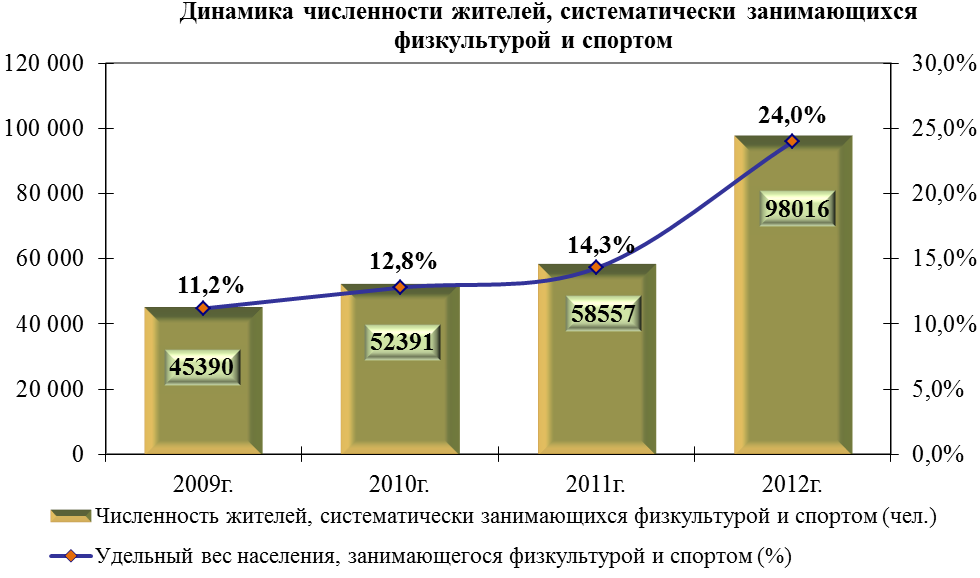 Динамика численности жителей, систематически занимающихся
физкультурой и спортом
120 000
100 000
80 000
60 000
40 000
20 000
0
30,0%
25,0%
20,0%
15,0%
10,0%
5,0%
0,0%
11,2%
12,8%
14,3%
24,0%
45390
52391
58557
98016
2009г.
2010г.
2011г.
2012г.
Численность жителей, систематически занимающихся физкультурой и спортом (чел.)
Удельный вес населения, занимающегося физкультурой и спортом (%)